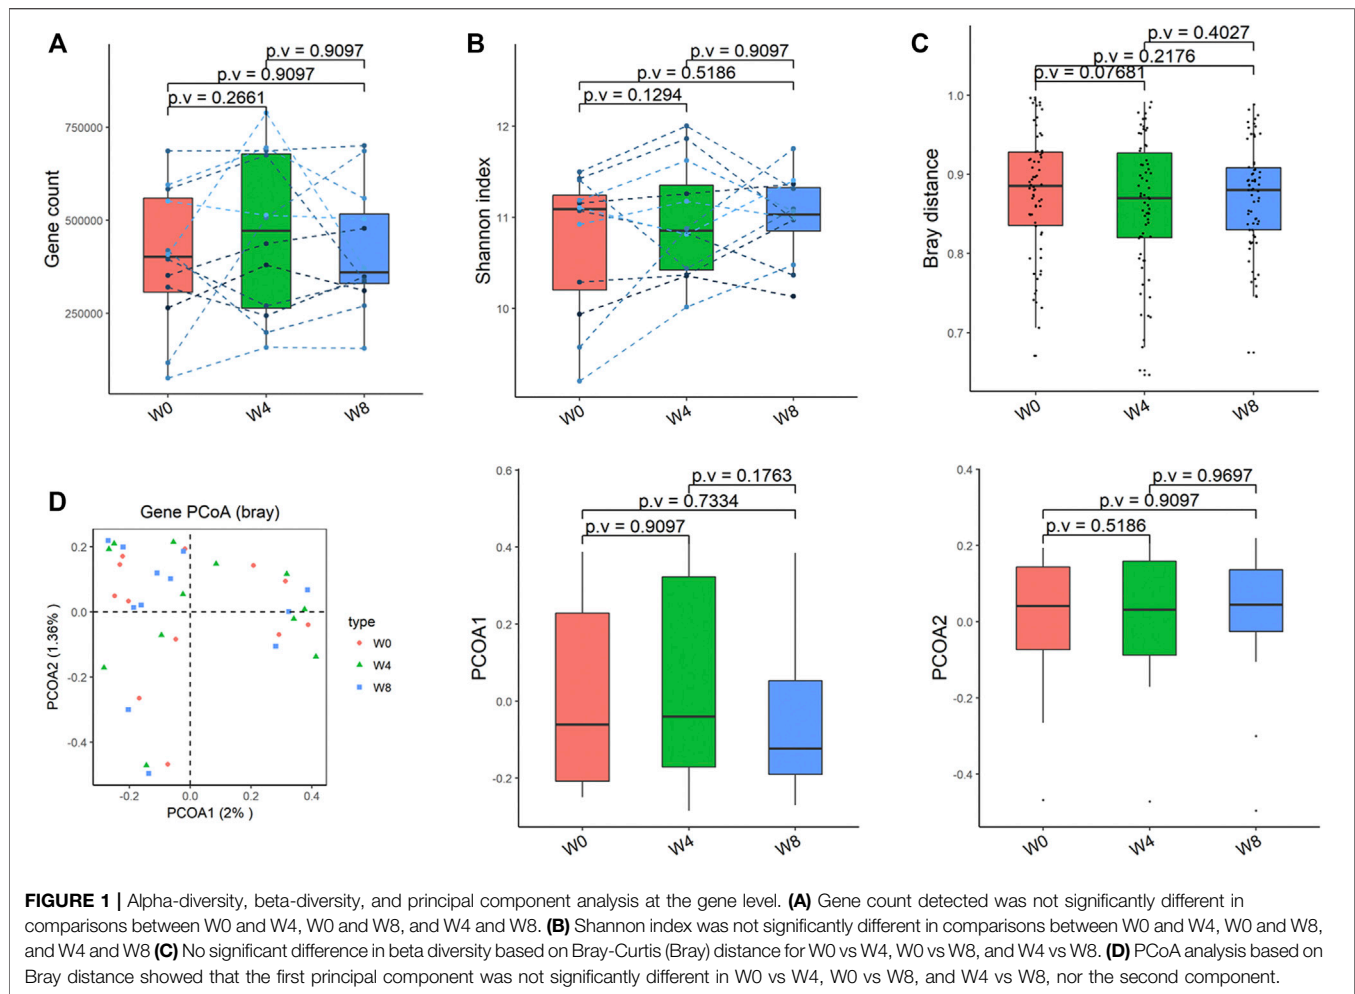 A
p.v = 0.9097
p.v = 0.9097
p.v = 0.2661
Gene count
750000
500000
250000
W0
W4
W8
B
p.v = 0.9097
p.v = 0.5186
p.v = 0.1294
Shannon index
12
11
10
W0
W4
W8
C
p.v = 0.4027
p.v = 0.2176
p.v = 0.07681
Bray distance
1.0
0.9
0.8
0.7
W0
W4
W8
D
Gene PCoA (bray)
PCOA2 (1.36% )
0.2
0.0
-0.2
-0.4
-0.2
0.0
0.2
0.4
PCOA1 (2% )
type
W0
W4
W8
p.v = 0.1763
p.v = 0.7334
p.v = 0.9097
PCOA1
0.6
0.4
0.2
0.0
-0.2
W0
W4
W8
p.v = 0.9697
p.v = 0.9097
p.v = 0.5186
PCOA2
0.4
0.2
0.0
-0.2
-0.4
W0
W4
W8
FIGURE 1 | Alpha-diversity, beta-diversity, and principal component analysis at the gene level. (A) Gene count detected was not significantly different in
comparisons between W0 and W4, W0 and W8, and W4 and W8. (B) Shannon index was not significantly different in comparisons between W0 and W4, W0 and W8,
and W4 and W8 (C) No significant difference in beta diversity based on Bray-Curtis (Bray) distance for W0 vs W4, W0 vs W8, and W4 vs W8. (D) PCoA analysis based on
Bray distance showed that the first principal component was not significantly different in W0 vs W4, W0 vs W8, and W4 vs W8, nor the second component.